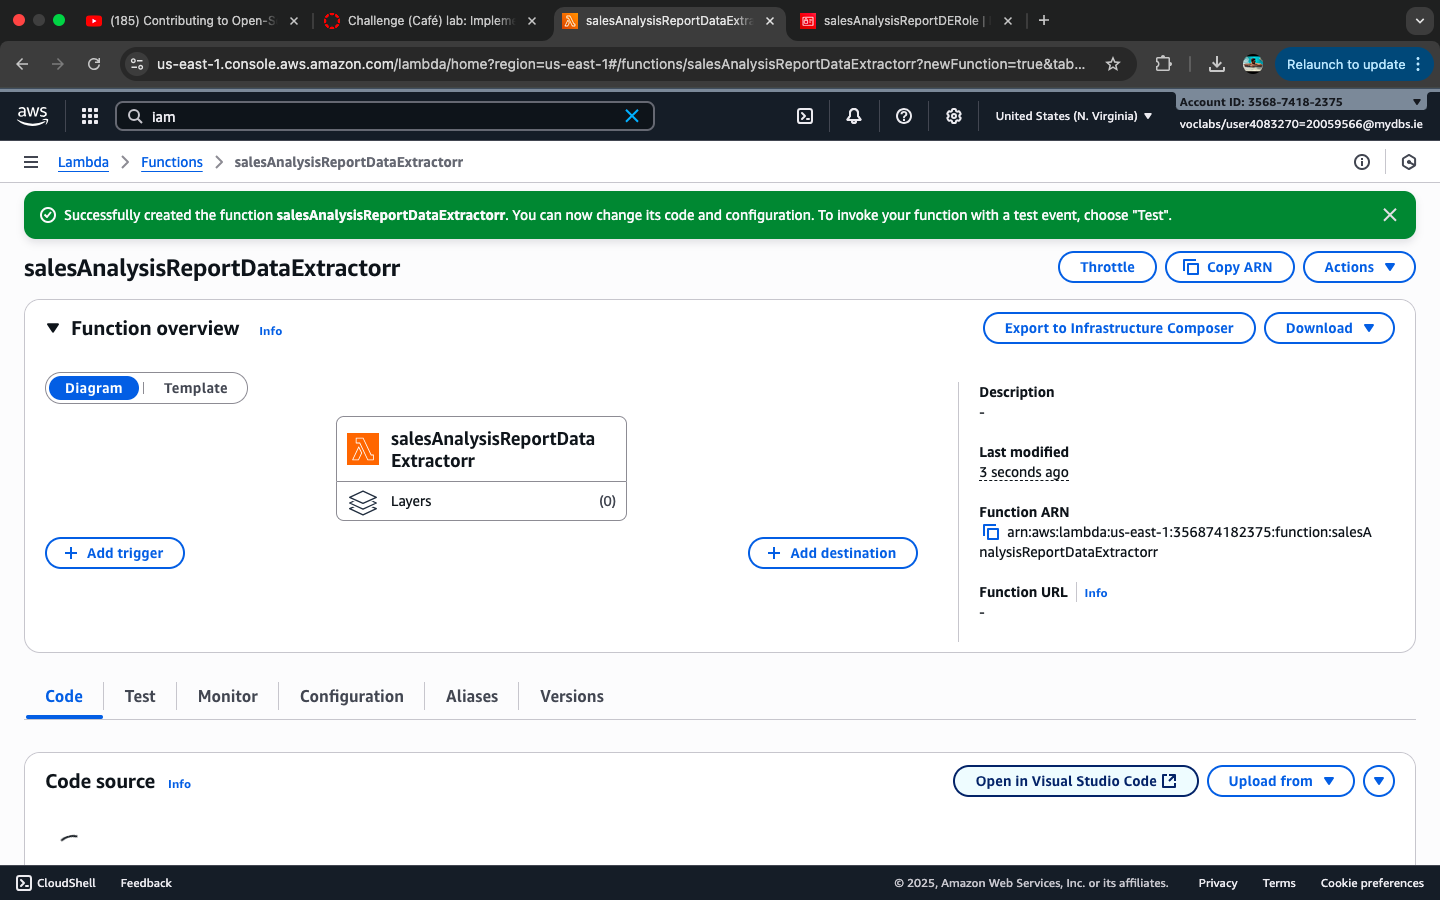 (185) Contributing to Open-S
Challenge (Café) lab: Impleme
salesAnalysisReportDataExtra
salesAnalysisReportDERole |
us-east-1.console.aws.amazon.com/lambda/home?region=us-east-1#/functions/salesAnalysisReportDataExtractorr?newFunction=true&tab...
Relaunch to update
aws
iam
United States (N. Virginia)
Account ID: 3568-7418-2375
voclabs/user4083270=20059566@mydbs.ie
Lambda
Functions
salesAnalysisReportDataExtractorr
Successfully created the function salesAnalysisReportDataExtractorr. You can now change its code and configuration. To invoke your function with a test event, choose "Test".
salesAnalysisReportDataExtractorr
Throttle
Copy ARN
Actions
Function overview
Info
Export to Infrastructure Composer
Download
Diagram
Template
salesAnalysisReportData
Extractorr
Layers
(0)
Add trigger
Add destination
Description
-
Last modified
3 seconds ago
Function ARN
arn:aws:lambda:us-east-1:356874182375:function:salesA
nalysisReportDataExtractorr
Function URL
Info
-
Code
Test
Monitor
Configuration
Aliases
Versions
Code source
Info
Open in Visual Studio Code
Upload from
CloudShell
Feedback
© 2025, Amazon Web Services, Inc. or its affiliates.
Privacy
Terms
Cookie preferences